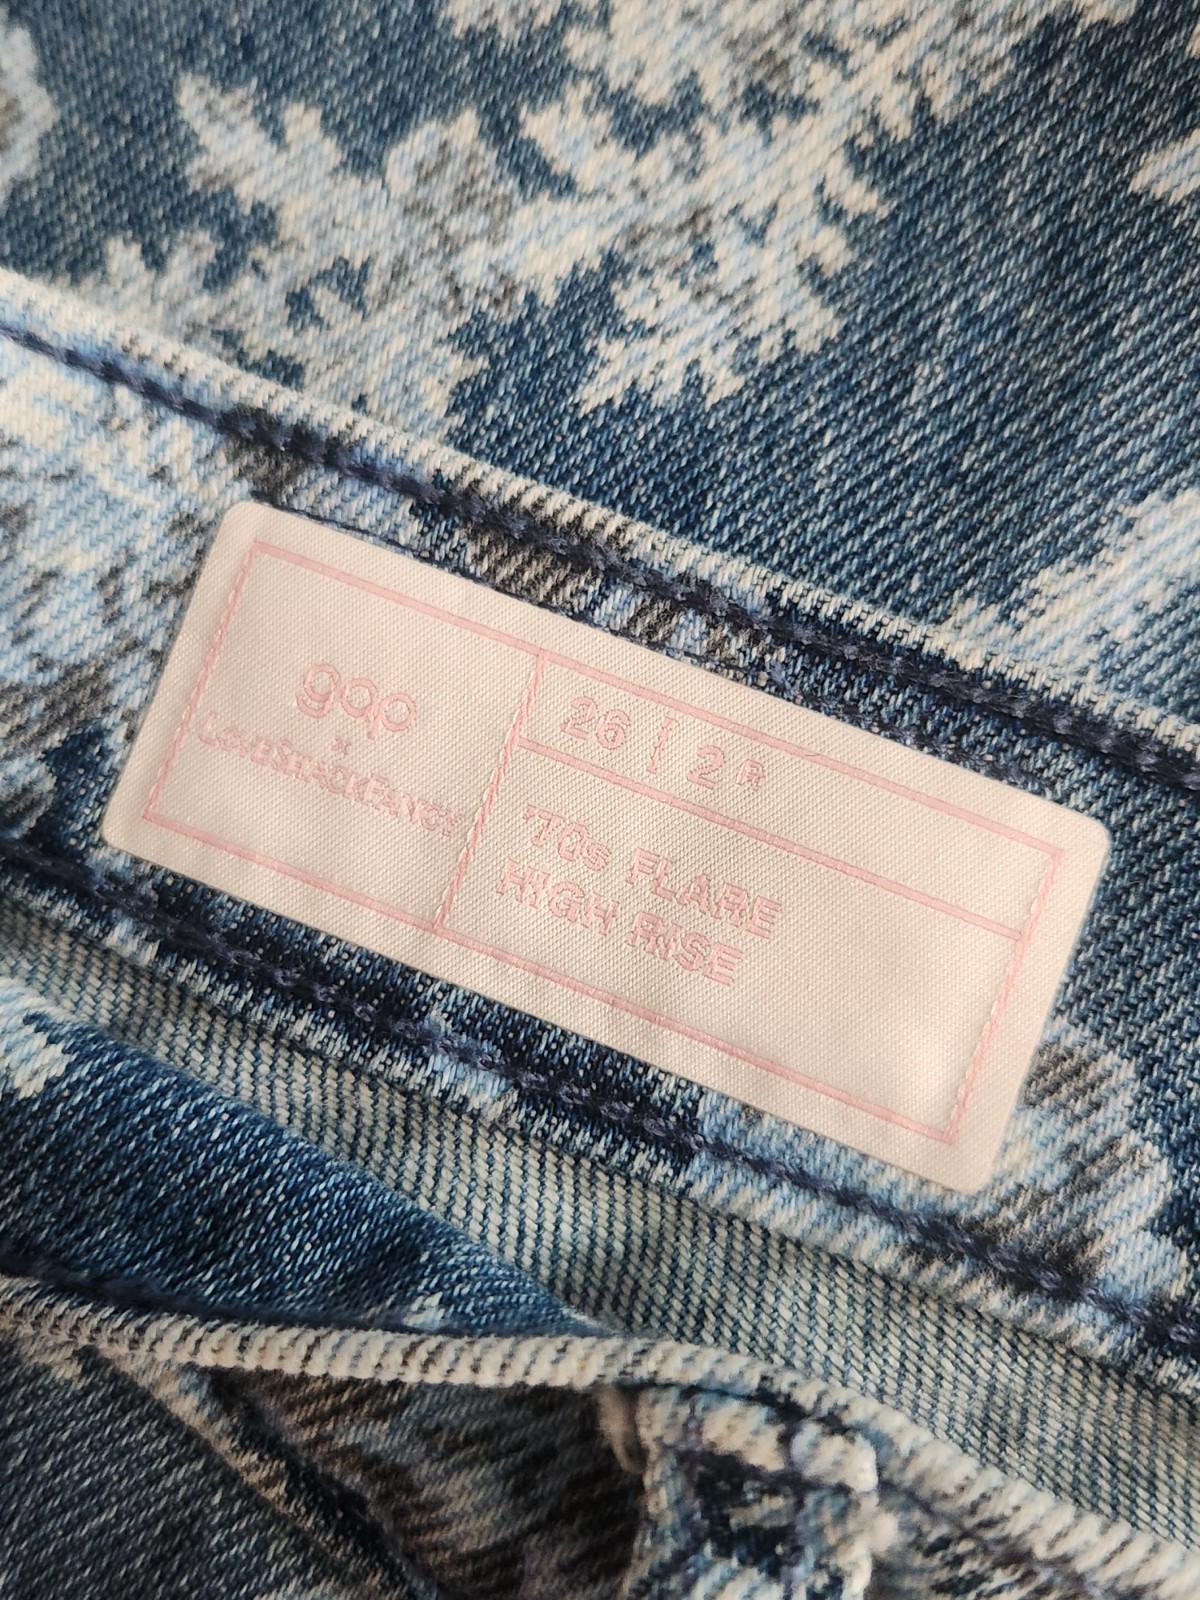 gap
×
LOVESHACKFANCY
26 | 2 R
'70s FLARE
HIGH RISE